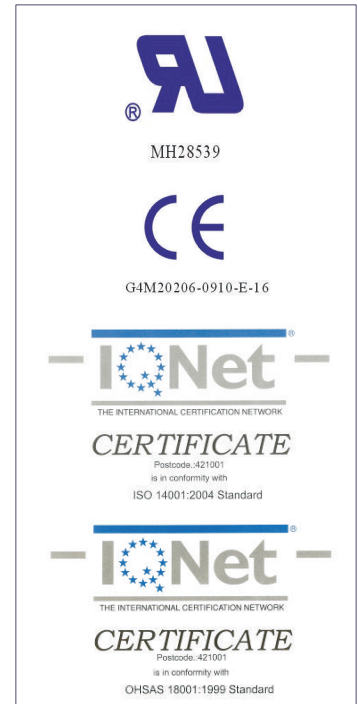 RU
®
MH28539
CE
G4M20206-0910-E-16
®
IQNet
THE INTERNATIONAL CERTIFICATION NETWORK
CERTIFICATE
Postcode.:421001
is in conformity with
ISO 14001:2004 Standard
®
IQNet
THE INTERNATIONAL CERTIFICATION NETWORK
CERTIFICATE
Postcode.:421001
is in conformity with
OHSAS 18001:1999 Standard